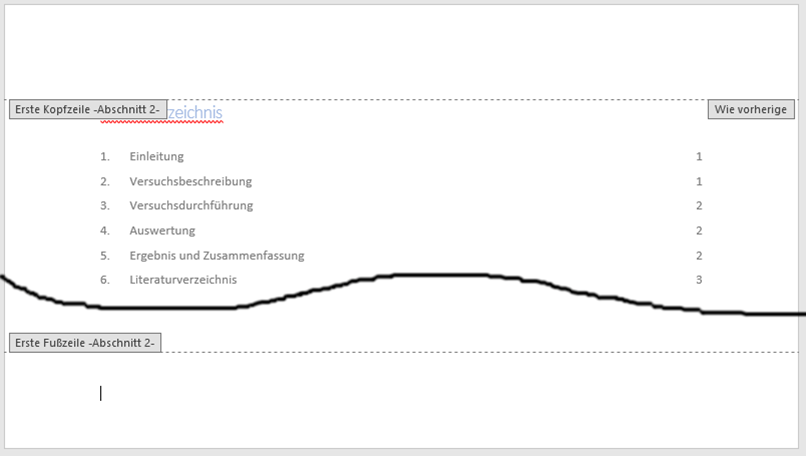 Erste Kopfzeile -Abschnitt 2-
Wie vorherige
zeichnis
1. Einleitung 1
2. Versuchsbeschreibung 1
3. Versuchsdurchführung 2
4. Auswertung 2
5. Ergebnis und Zusammenfassung 2
6. Literaturverzeichnis 3
Erste Fußzeile -Abschnitt 2-